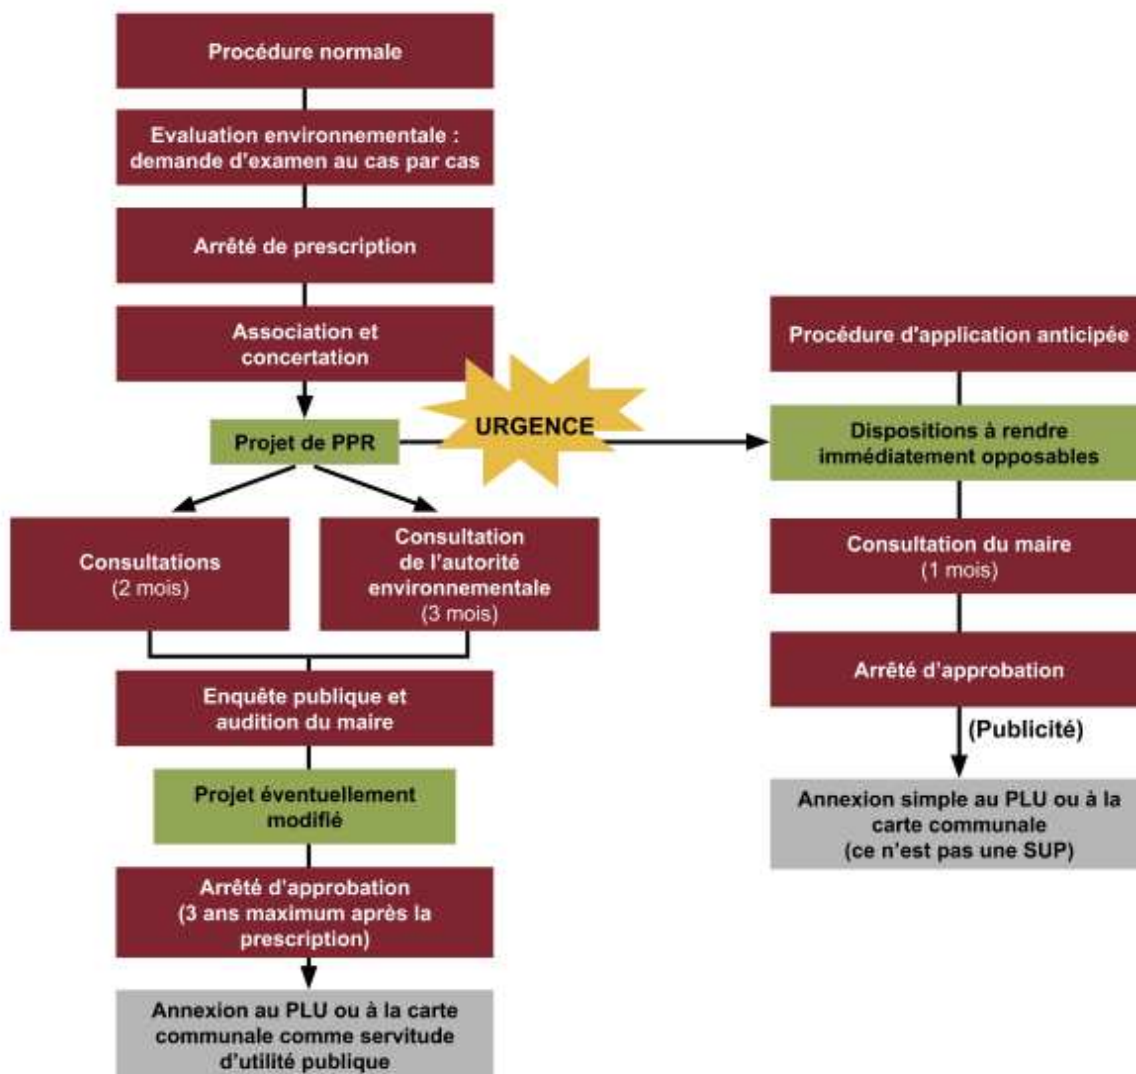 Procédure normale
Evaluation environnementale :
demande d'examen au cas par cas
Arrêté de prescription
Association et
concertation
Projet de PPR
URGENCE
Consultations
(2 mois)
Consultation
de l'autorité
environnementale
(3 mois)
Enquête publique et
audition du maire
Projet éventuellement
modifié
Arrêté d'approbation
(3 ans maximum après la
prescription)
Annexion au PLU ou à la carte
communale comme servitude
d'utilité publique
Procédure d'application anticipée
Dispositions à rendre
immédiatement opposables
Consultation du maire
(1 mois)
Arrêté d'approbation
(Publicité)
Annexion simple au PLU ou à la
carte communale
(ce n'est pas une SUP)